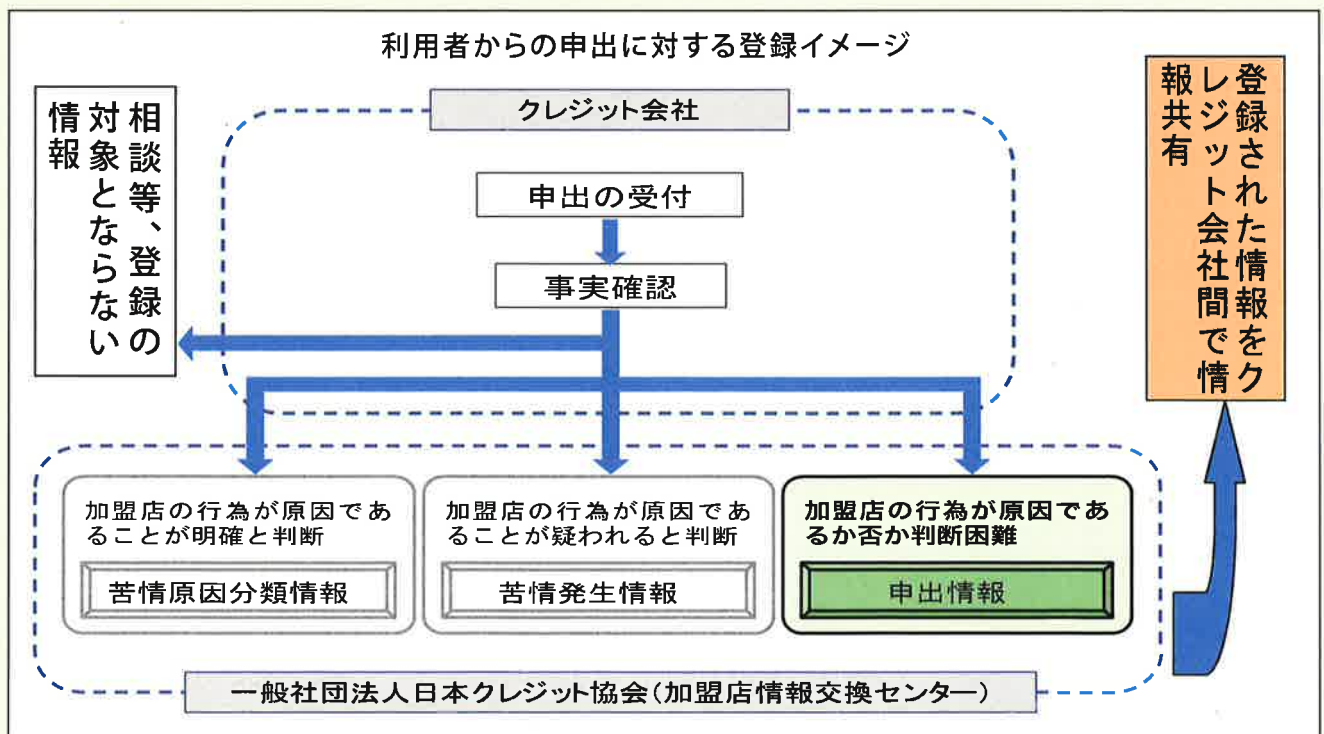 利用者からの申出に対する登録イメージ
クレジット会社
相談等、登録の
対象とならない
情報
申出の受付
事実確認
登録された情報をク
レジット会社間で情
報共有
加盟店の行為が原因であ
ることが明確と判断
苦情原因分類情報
加盟店の行為が原因であ
ることが疑われると判断
苦情発生情報
加盟店の行為が原因であ
るか否か判断困難
申出情報
一般社団法人日本クレジット協会(加盟店情報交換センター)